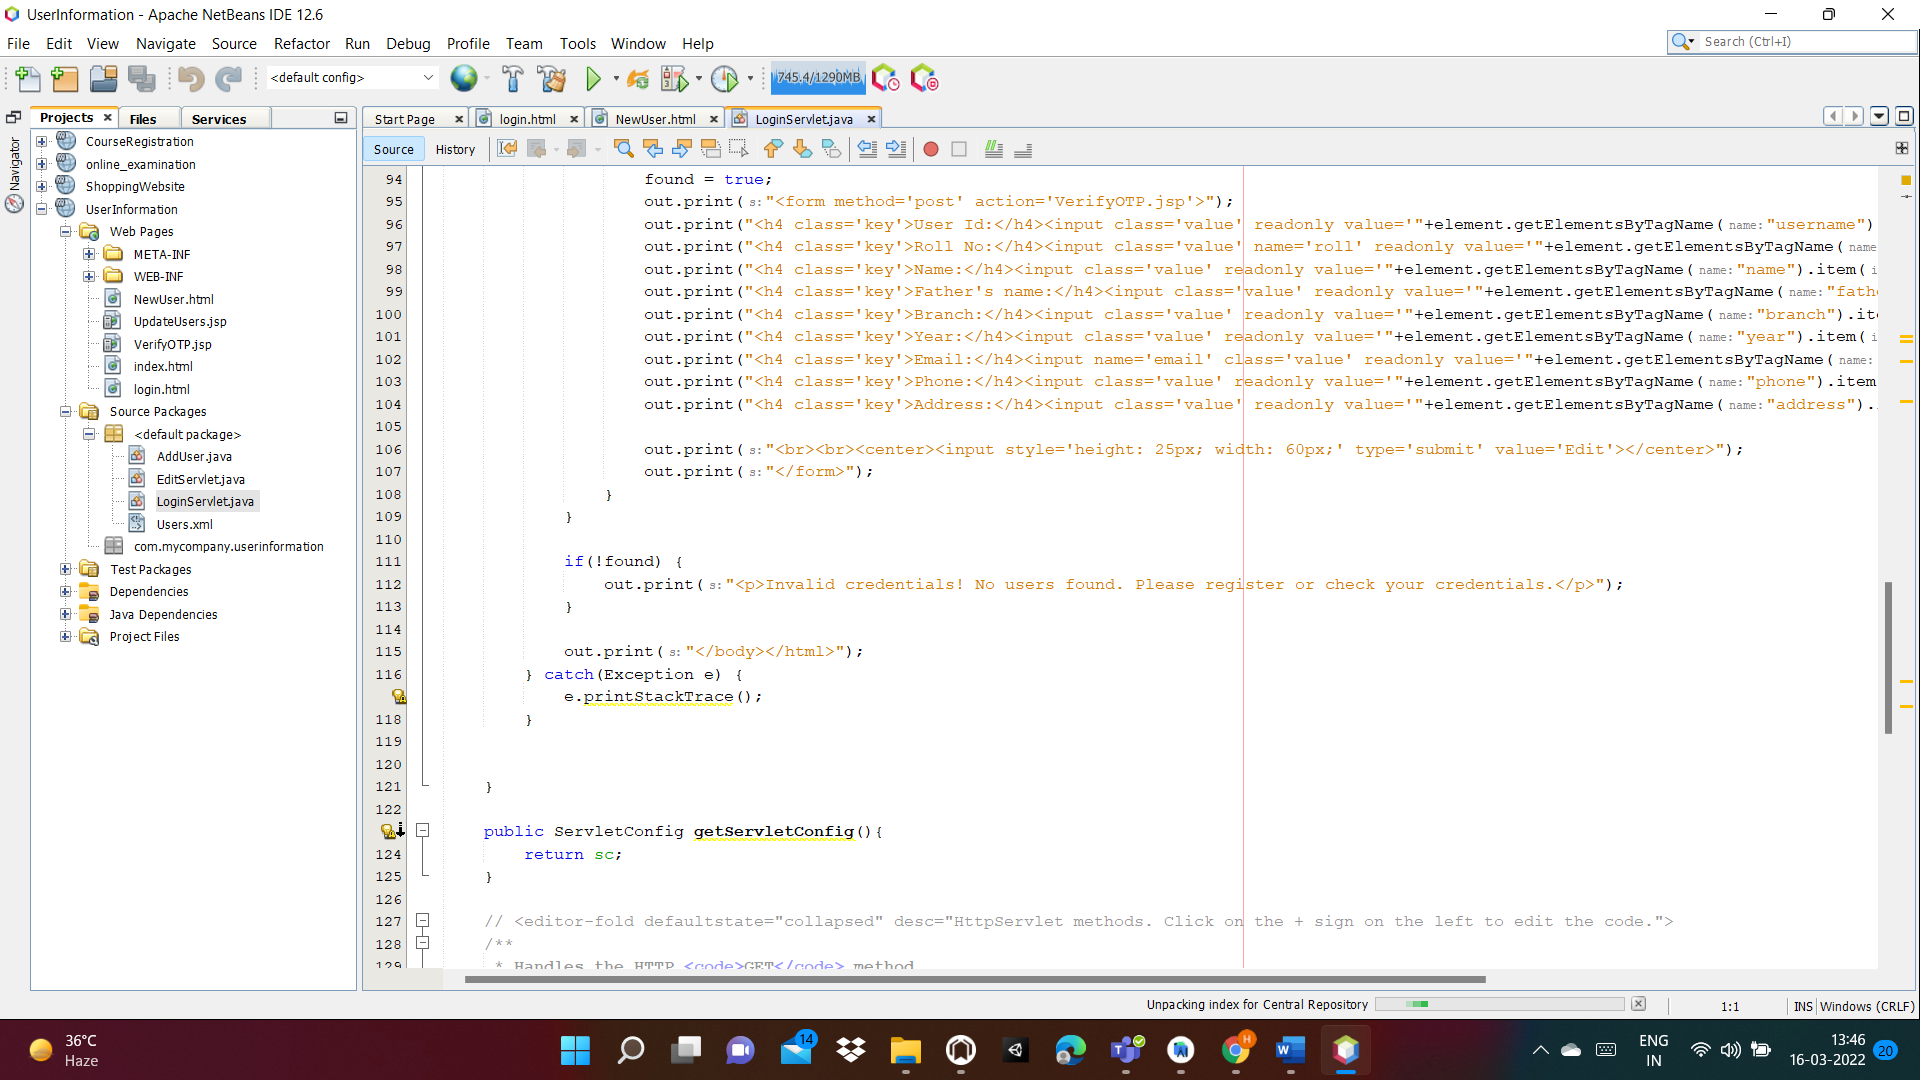 UserInformation - Apache NetBeans IDE 12.6
File Edit View Navigate Source Refactor Run Debug Profile Team Tools Window Help
Search (Ctrl+I)
<default config>
745.4/1290MB
Projects Files Services
Start Page login.html NewUser.html LoginServlet.java
Navigator
Source History
CourseRegistration
online_examination
ShoppingWebsite
UserInformation
Web Pages
META-INF
WEB-INF
NewUser.html
UpdateUsers.jsp
VerifyOTP.jsp
index.html
login.html
Source Packages
<default package>
AddUser.java
EditServlet.java
LoginServlet.java
Users.xml
com.mycompany.userinformation
Test Packages
Dependencies
Java Dependencies
Project Files
94 found = true;
95 out.print(s:"<form method='post' action='VerifyOTP.jsp'>");
96 out.print("<h4 class='key'>User Id:</h4><input class='value' readonly value='"+element.getElementsByTagName(name:"username")
97 out.print("<h4 class='key'>Roll No:</h4><input class='value' name='roll' readonly value='"+element.getElementsByTagName(name
98 out.print("<h4 class='key'>Name:</h4><input class='value' readonly value='"+element.getElementsByTagName(name:"name").item(i
99 out.print("<h4 class='key'>Father's name:</h4><input class='value' readonly value='"+element.getElementsByTagName(name:"fath
100 out.print("<h4 class='key'>Branch:</h4><input class='value' readonly value='"+element.getElementsByTagName(name:"branch").it
101 out.print("<h4 class='key'>Year:</h4><input class='value' readonly value='"+element.getElementsByTagName(name:"year").item(i
102 out.print("<h4 class='key'>Email:</h4><input name='email' class='value' readonly value='"+element.getElementsByTagName(name:
103 out.print("<h4 class='key'>Phone:</h4><input class='value' readonly value='"+element.getElementsByTagName(name:"phone").item
104 out.print("<h4 class='key'>Address:</h4><input class='value' readonly value='"+element.getElementsByTagName(name:"address").
105
106 out.print(s:"<br><br><center><input style='height: 25px; width: 60px;' type='submit' value='Edit'></center>");
107 out.print(s:"</form>");
108 }
109 }
110
111 if(!found) {
112 out.print(s:"<p>Invalid credentials! No users found. Please register or check your credentials.</p>");
113 }
114
115 out.print(s:"</body></html>");
116 } catch(Exception e) {
e.printStackTrace();
118 }
119
120
121 }
122
public ServletConfig getServletConfig(){
124 return sc;
125 }
126
127 // <editor-fold defaultstate="collapsed" desc="HttpServlet methods. Click on the + sign on the left to edit the code.">
128 /**
129 * Handles the HTTP <code>GET</code> method
Unpacking index for Central Repository
1:1 INS Windows (CRLF)
36°C
Haze
14
H
ENG
IN
13:46
16-03-2022
20